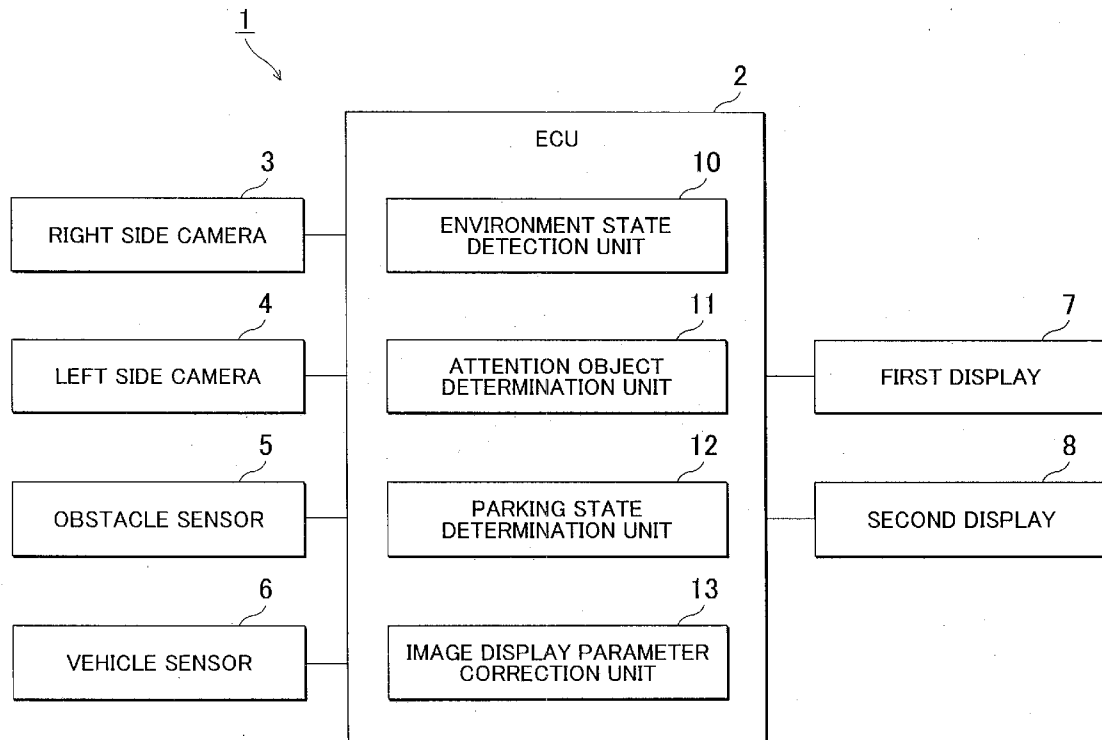 1
2
ECU
3
RIGHT SIDE CAMERA
10
ENVIRONMENT STATE
DETECTION UNIT
4
LEFT SIDE CAMERA
11
ATTENTION OBJECT
DETERMINATION UNIT
7
FIRST DISPLAY
5
OBSTACLE SENSOR
12
PARKING STATE
DETERMINATION UNIT
8
SECOND DISPLAY
6
VEHICLE SENSOR
13
IMAGE DISPLAY PARAMETER
CORRECTION UNIT